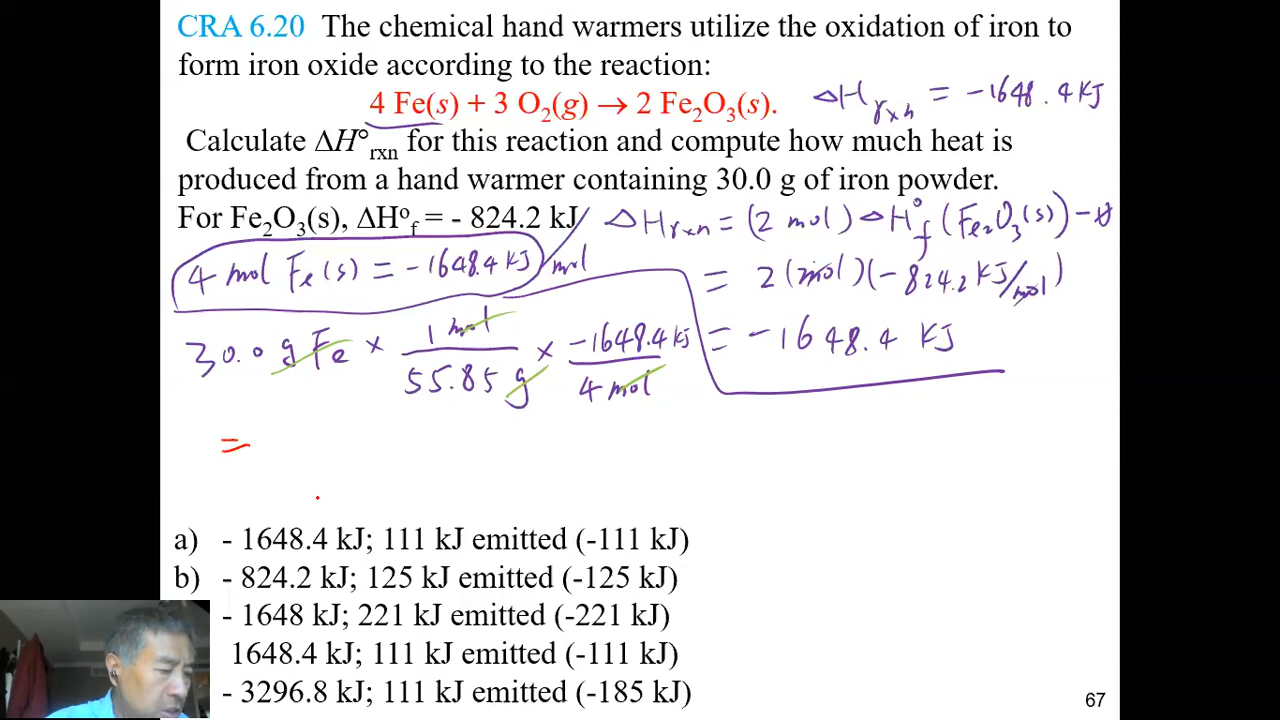 CRA 6.20 The chemical hand warmers utilize the oxidation of iron to
form iron oxide according to the reaction:
4 Fe(s) + 3 O₂(g) → 2 Fe₂O₃(s).
ΔH rxn = -1648.4 KJ
Calculate ΔH°rxn for this reaction and compute how much heat is
produced from a hand warmer containing 30.0 g of iron powder.
For Fe₂O₃(s), ΔHºf = - 824.2 kJ/mol
ΔHrxn = (2 mol) ΔH°f (Fe₂O₃(s)) - 0
4 mol Fe(s) = -1648.4 KJ
= 2(mol)(-824.2 KJ/mol)
= -1648.4 KJ
30.0 g Fe × 1 mol / 55.85 g × -1648.4 kJ / 4 mol
=
a) - 1648.4 kJ; 111 kJ emitted (-111 kJ)
b) - 824.2 kJ; 125 kJ emitted (-125 kJ)
- 1648 kJ; 221 kJ emitted (-221 kJ)
1648.4 kJ; 111 kJ emitted (-111 kJ)
- 3296.8 kJ; 111 kJ emitted (-185 kJ)
67